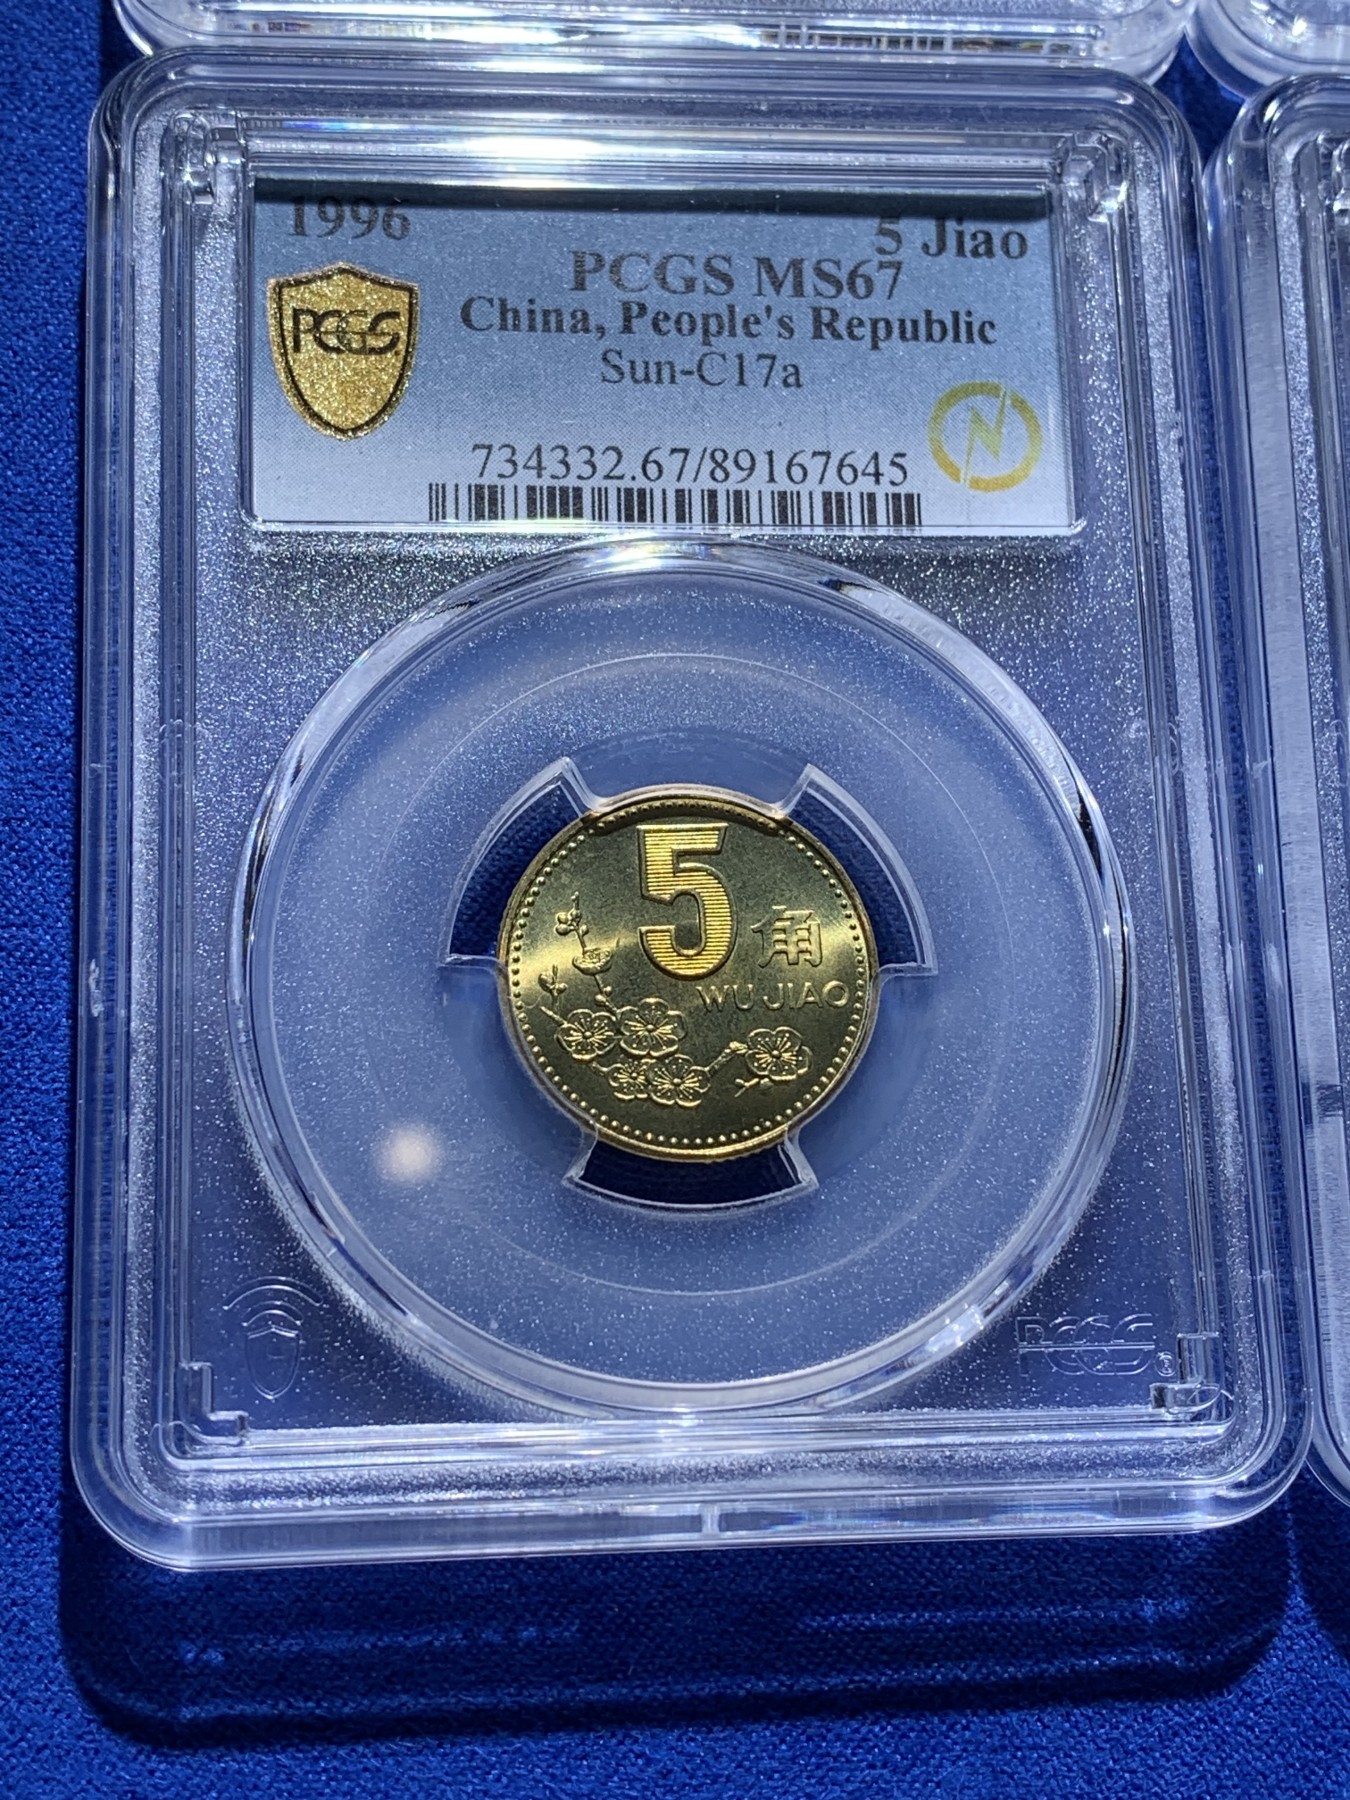 1996
5 Jiao
PCGS MS67
PCGS
China, People's Republic
Sun-C17a
N
734332.67/89167645
5
角
WU JIAO
PCGS